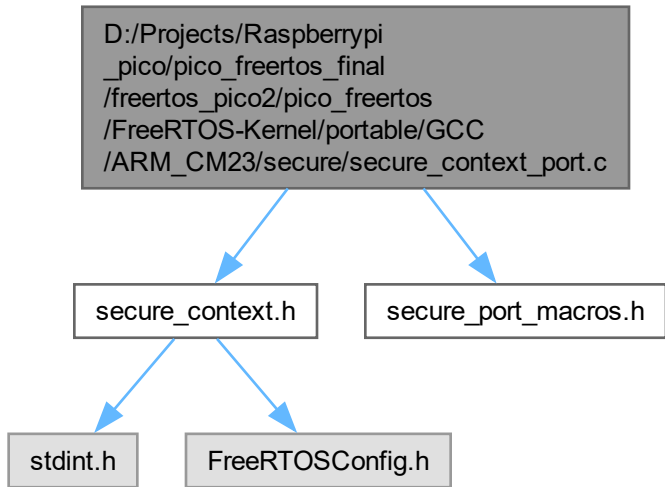 D:/Projects/Raspberrypi
_pico/pico_freertos_final
/freertos_pico2/pico_freertos
/FreeRTOS-Kernel/portable/GCC
/ARM_CM23/secure/secure_context_port.c
secure_context.h
secure_port_macros.h
stdint.h
FreeRTOSConfig.h